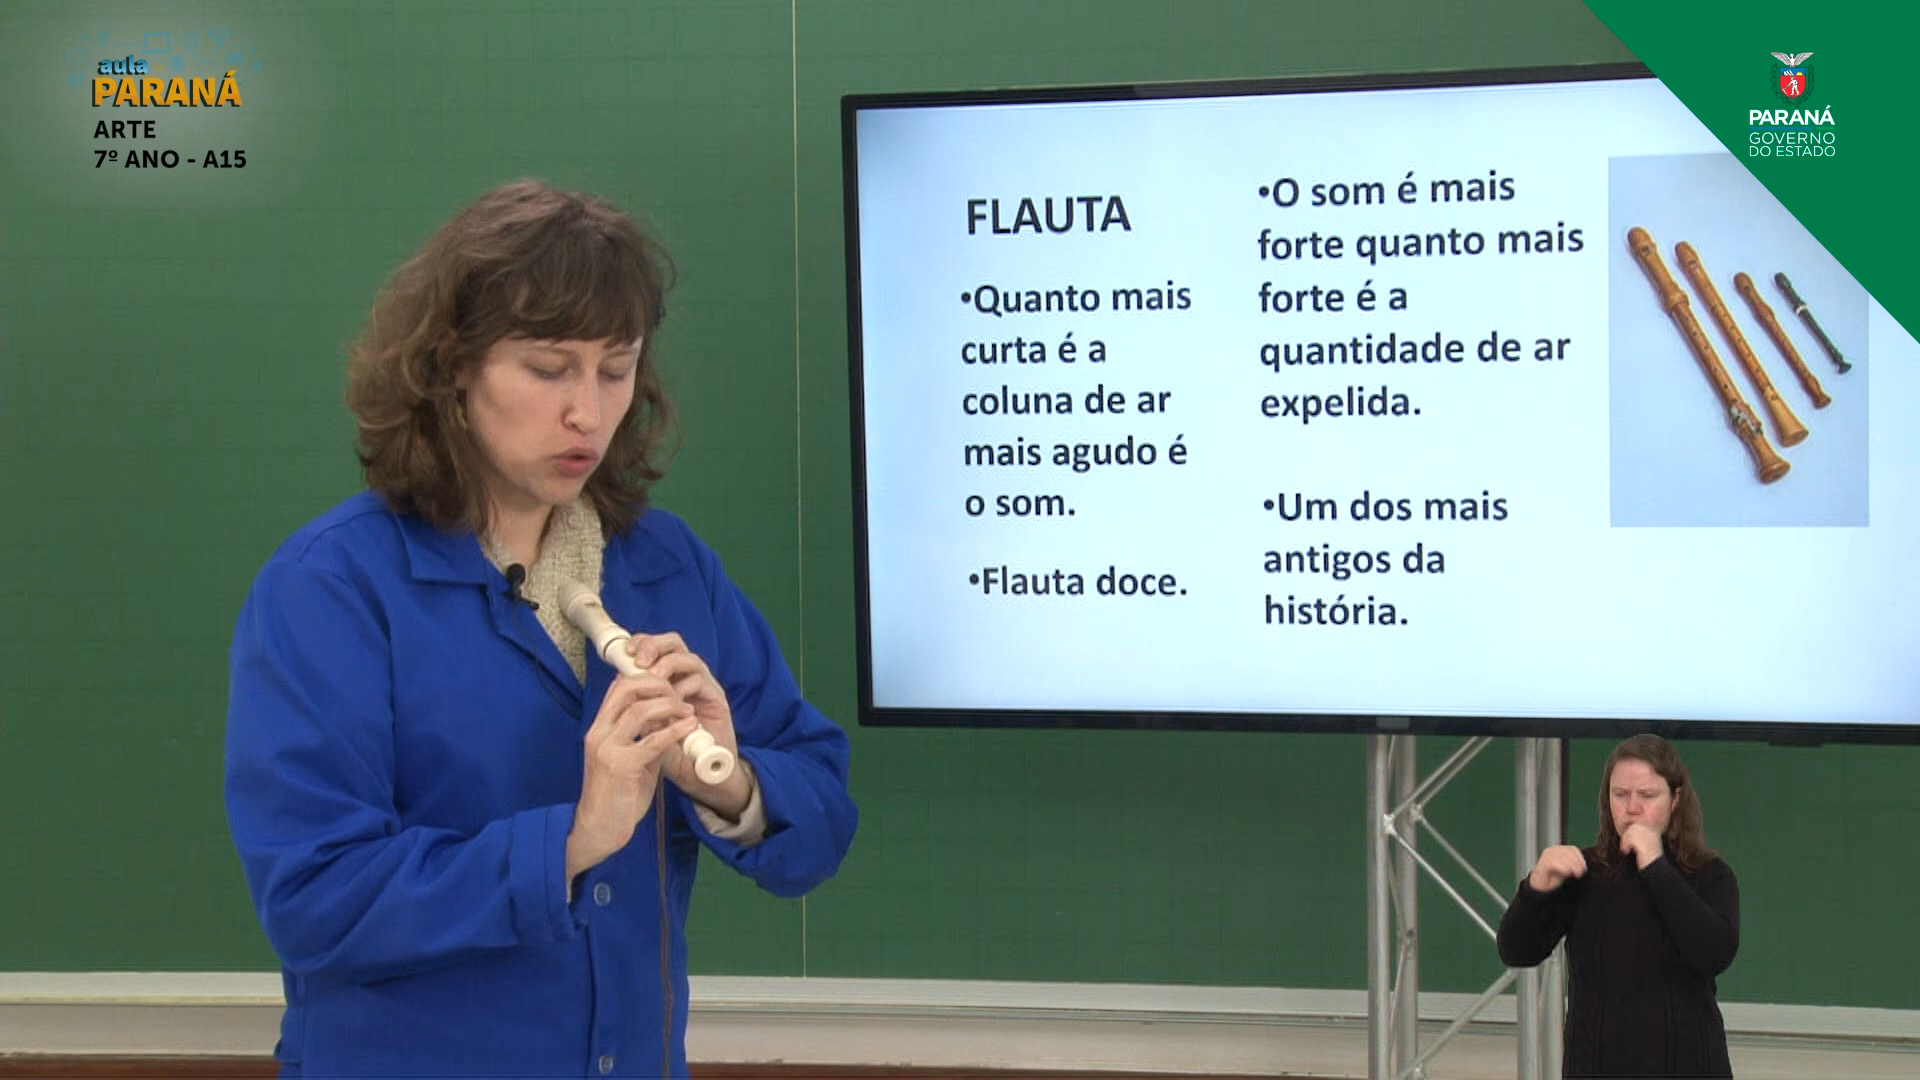 aula
PARANÁ
ARTE
7º ANO - A15
FLAUTA
•Quanto mais
curta é a
coluna de ar
mais agudo é
o som.
•Flauta doce.
•O som é mais
forte quanto mais
forte é a
quantidade de ar
expelida.
•Um dos mais
antigos da
história.
PARANÁ
GOVERNO
DO ESTADO